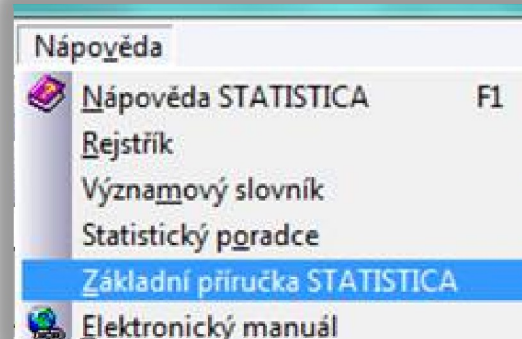 Nápověda
Nápověda STATISTICA F1
Rejstřík
Významový slovník
Statistický poradce
Základní příručka STATISTICA
Elektronický manuál